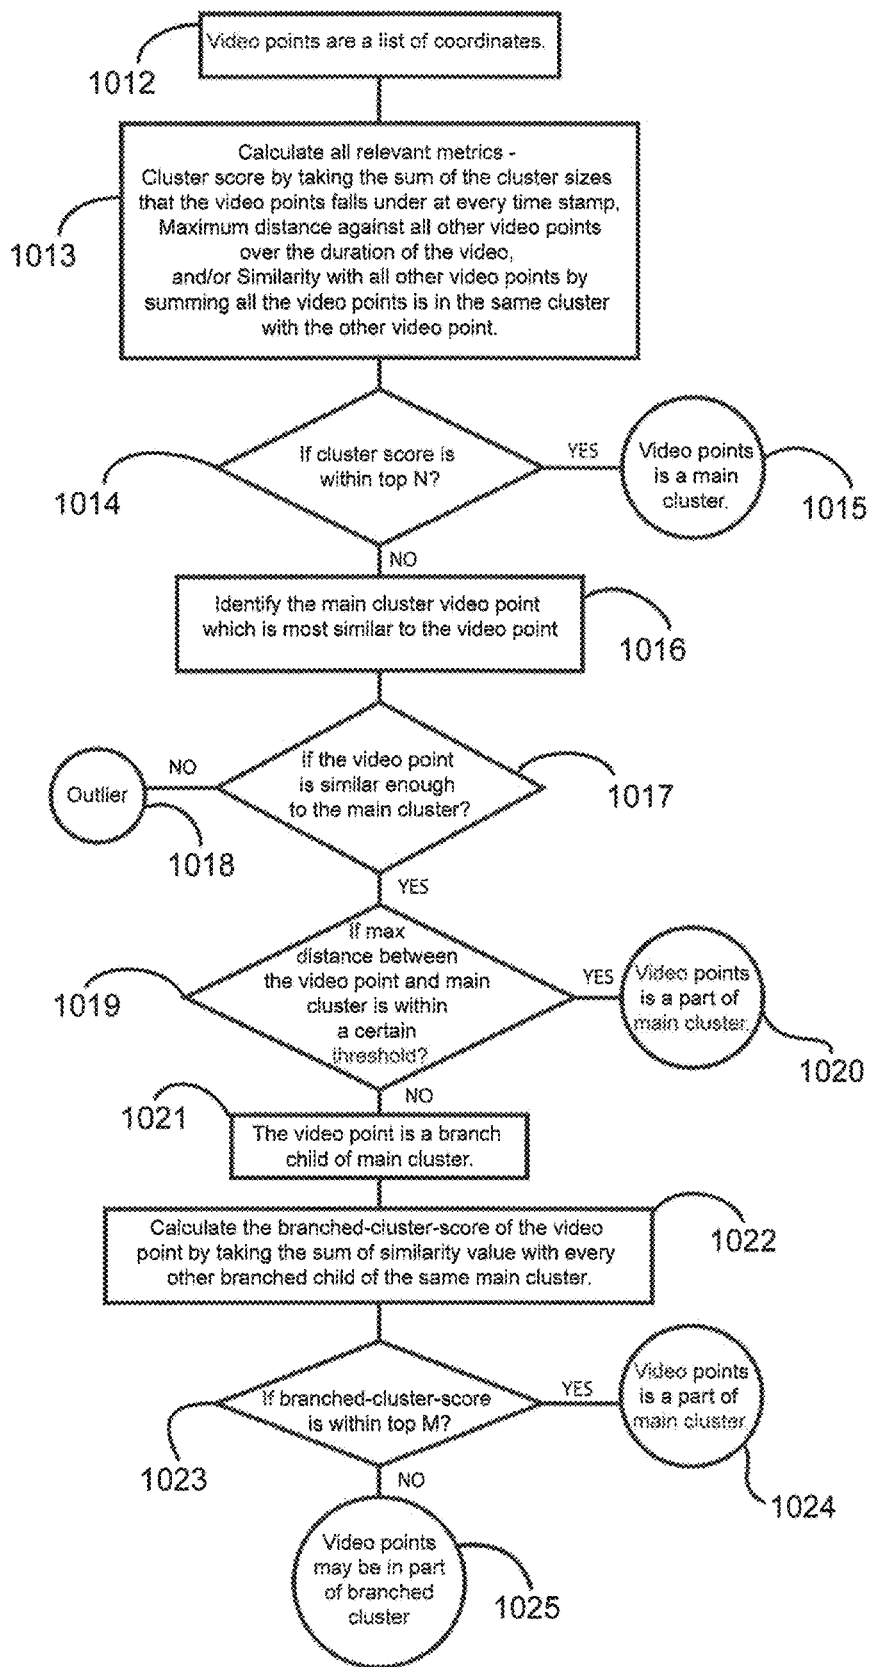 Video points are a list of coordinates.
1012
Calculate all relevant metrics -
Cluster score by taking the sum of the cluster sizes
that the video points falls under at every time stamp,
Maximum distance against all other video points
over the duration of the video,
and/or Similarity with all other video points by
summing all the video points is in the same cluster
with the other video point.
1013
If cluster score is
within top N?
1014
YES
Video points
is a main
cluster.
1015
NO
Identify the main cluster video point
which is most similar to the video point
1016
if the video point
is similar enough
to the main cluster?
1017
NO
Outlier
1018
YES
If max
distance between
the video point and main
cluster is within
a certain
threshold?
1019
YES
Video points
is a part of
main cluster.
1020
NO
1021
The video point is a branch
child of main cluster.
Calculate the branched-cluster-score of the video
point by taking the sum of similarity value with every
other branched child of the same main cluster.
1022
If branched-cluster-score
is within top M?
1023
YES
Video points
is a part of
main cluster.
1024
NO
Video points
may be in part
of branched
cluster
1025